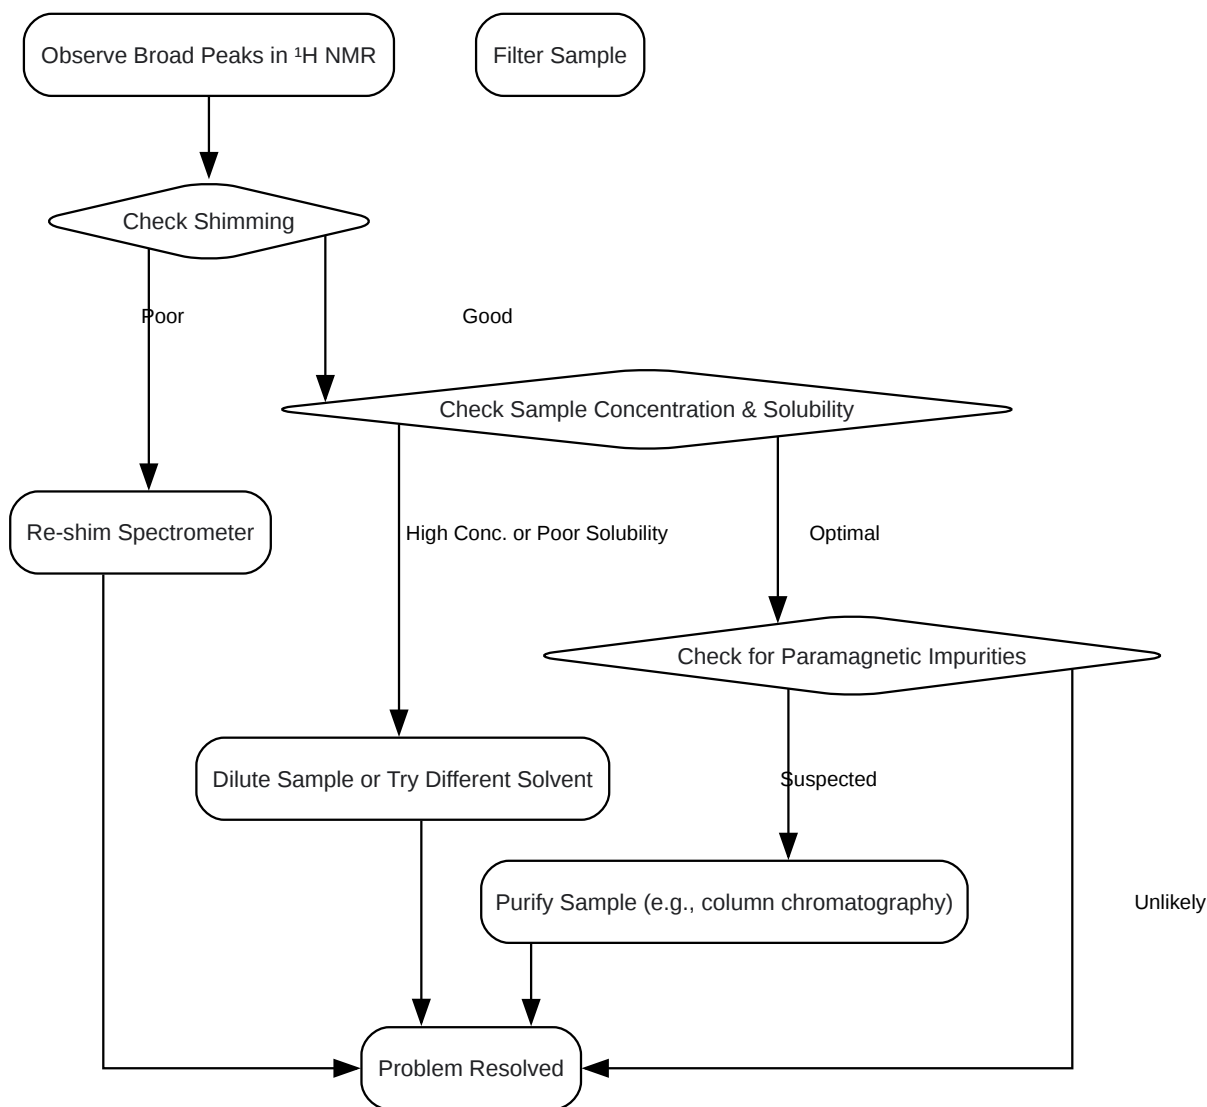 Observe Broad Peaks in ¹H NMR
Filter Sample
Check Shimming
Poor
Good
Check Sample Concentration & Solubility
Re-shim Spectrometer
High Conc. or Poor Solubility
Optimal
Check for Paramagnetic Impurities
Dilute Sample or Try Different Solvent
Suspected
Purify Sample (e.g., column chromatography)
Unlikely
Problem Resolved